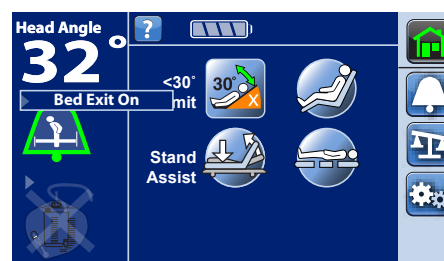 Head Angle
32°
?
Bed Exit On
<30°
mit
30°
X
Stand
Assist